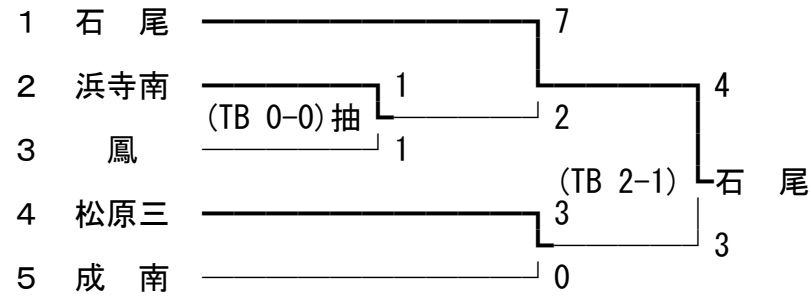 1 石　尾 7
2 浜寺南 1 4
(TB 0-0)抽 2
3 鳳 1
(TB 2-1) 石　尾
4 松原三 3
3
5 成　南 0